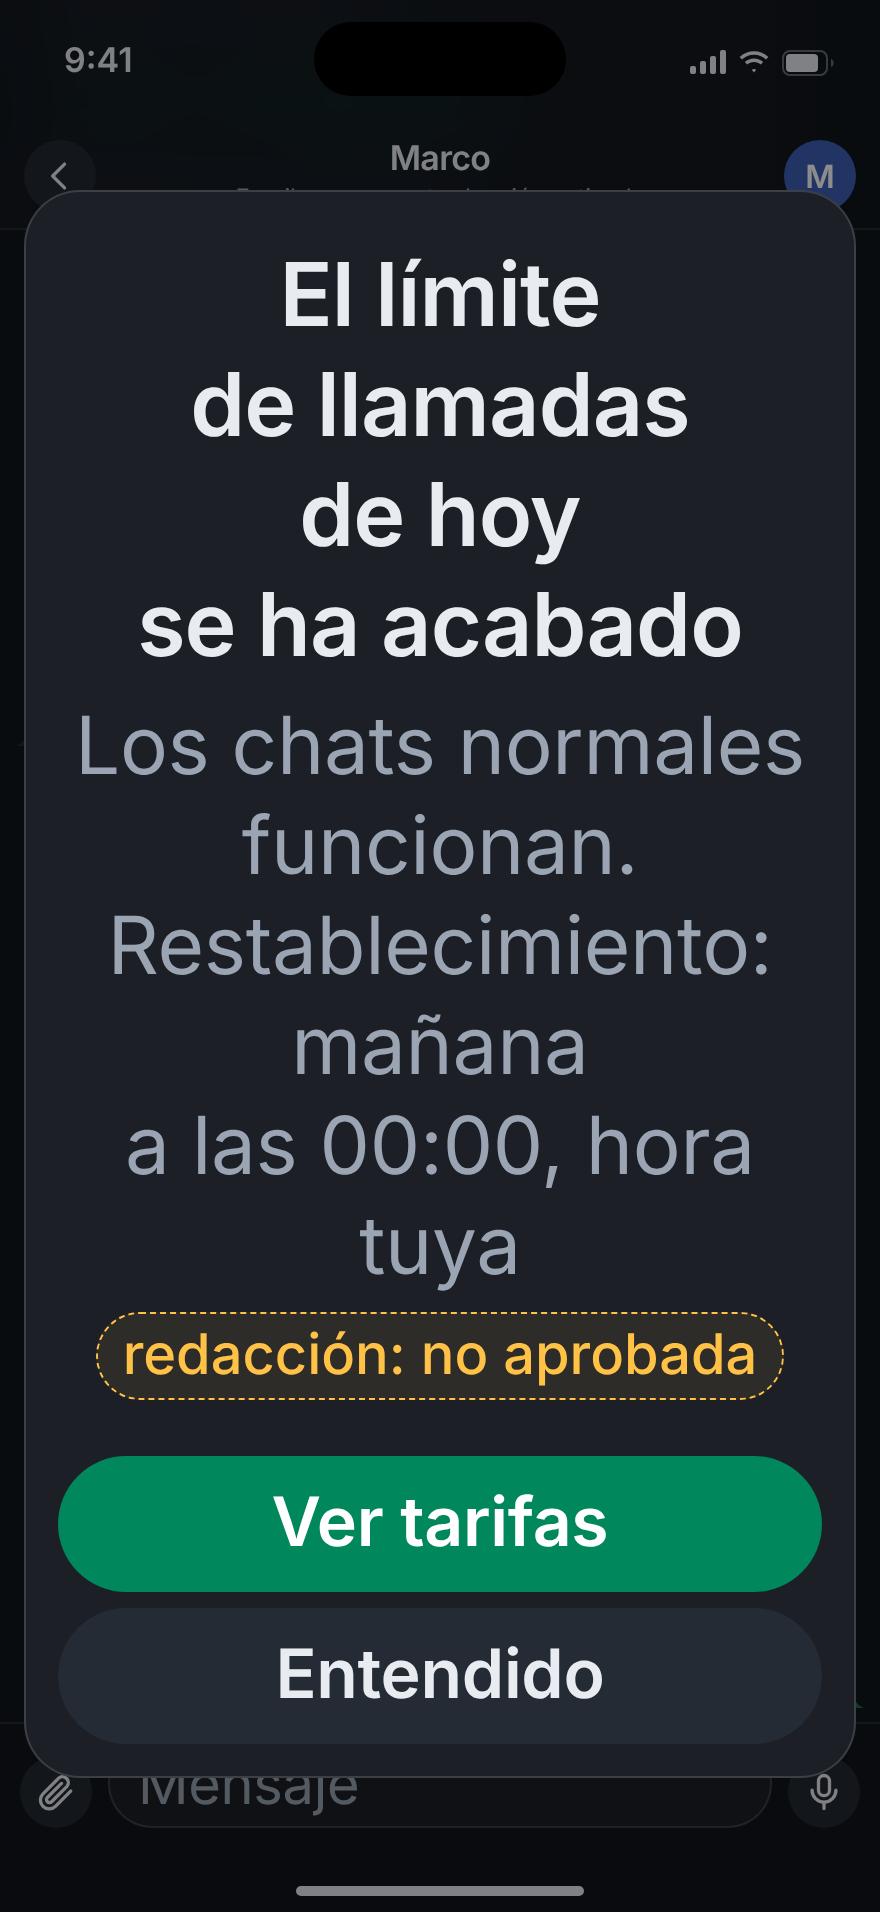 9:41
Marco
M
El límite
de llamadas
de hoy
se ha acabado
Los chats normales
funcionan.
Restablecimiento:
mañana
a las 00:00, hora
tuya
redacción: no aprobada
Ver tarifas
Entendido
Mensaje